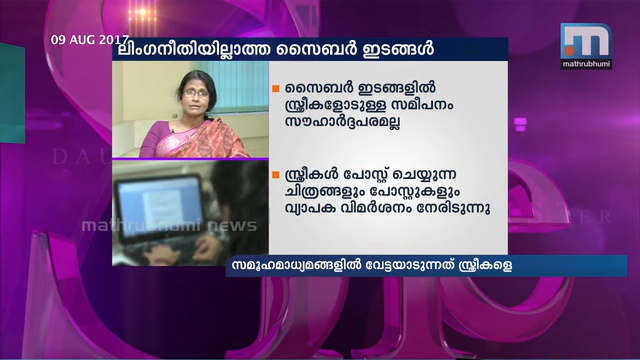 09 AUG 2017
ലിംഗനീതിയില്ലാത്ത സൈബർ ഇടങ്ങൾ
mathrubhumi
സൈബർ ഇടങ്ങളിൽ
സ്ത്രീകളോടുള്ള സമീപനം
സൗഹാർദ്ദപരമല്ല
സ്ത്രീകൾ പോസ്റ്റ് ചെയ്യുന്ന
ചിത്രങ്ങളും പോസ്റ്റുകളും
വ്യാപക വിമർശനം നേരിടുന്നു
mathrubhumi news
സമൂഹമാധ്യമങ്ങളിൽ വേട്ടയാടുന്നത് സ്ത്രീകളെ